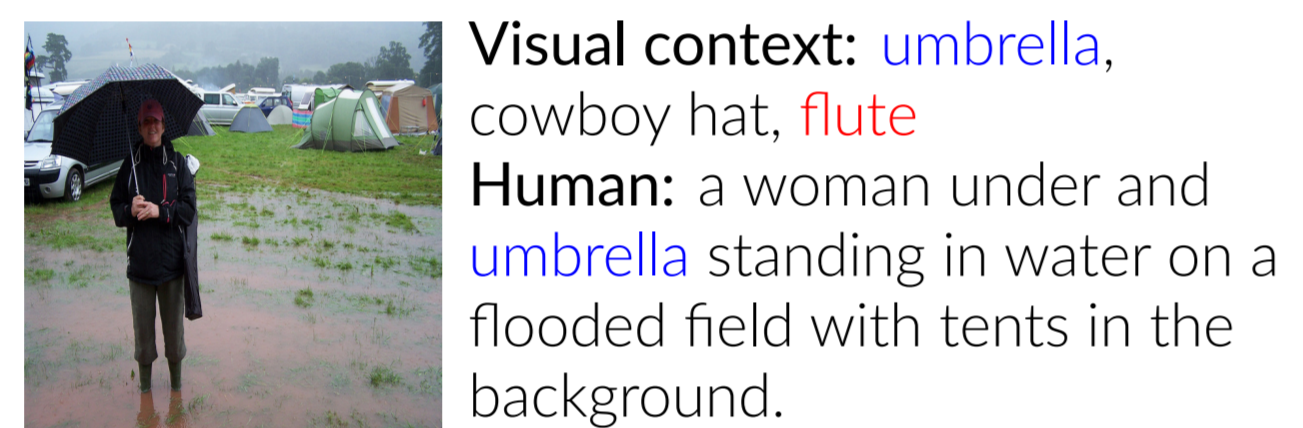 Visual context: umbrella,
cowboy hat, flute
Human: a woman under and
umbrella standing in water on a
flooded field with tents in the
background.